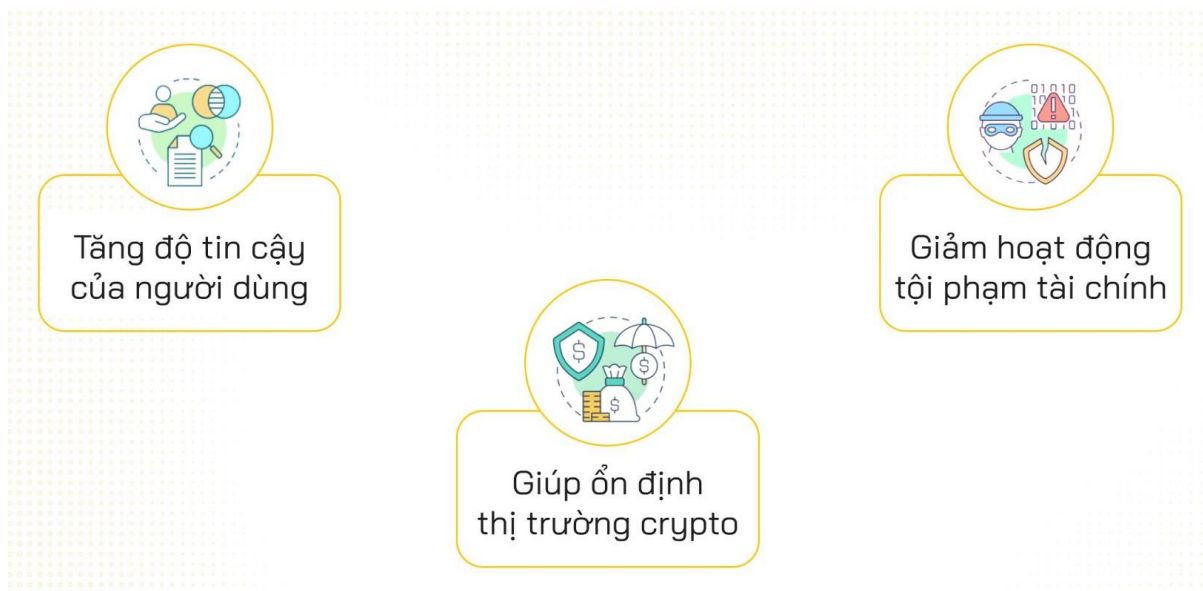 Tăng độ tin cậy
của người dùng
Giúp ổn định
thị trường crypto
Giảm hoạt động
tội phạm tài chính